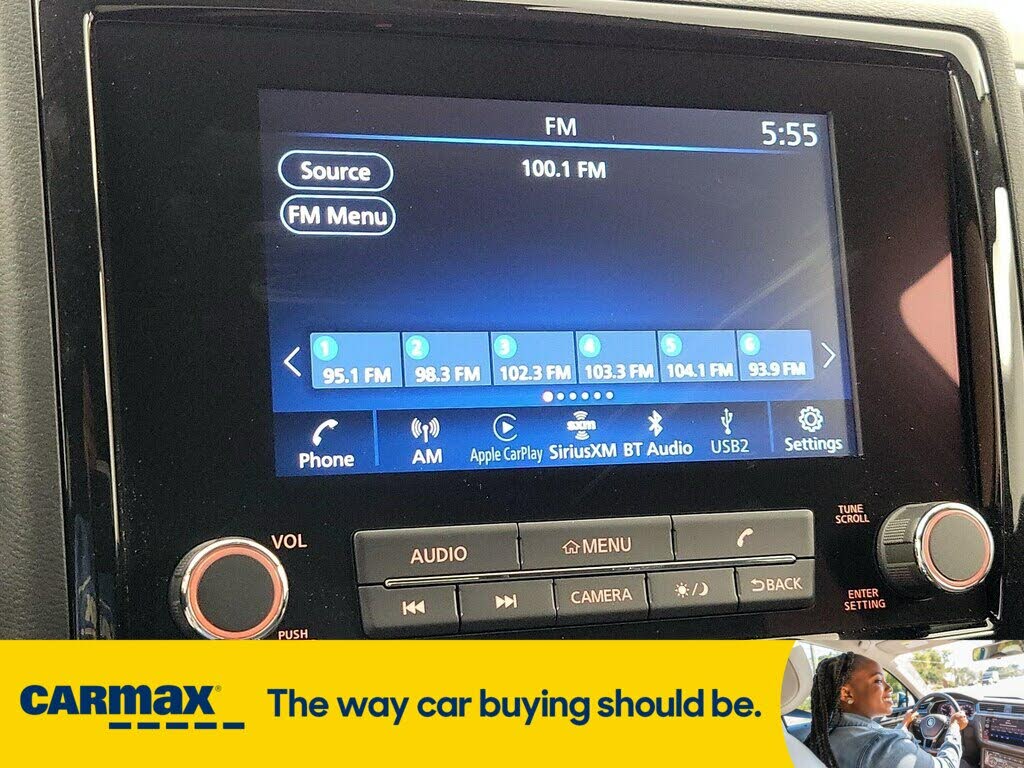 FM
5:55
Source
100.1 FM
FM Menu
1 2 3 4 5 6
95.1 FM 98.3 FM 102.3 FM 103.3 FM 104.1 FM 93.9 FM
sxm
Phone AM Apple CarPlay SiriusXM BT Audio USB2 Settings
VOL
TUNE
SCROLL
AUDIO MENU
CAMERA BACK
ENTER
SETTING
PUSH
CARMAX®
The way car buying should be.